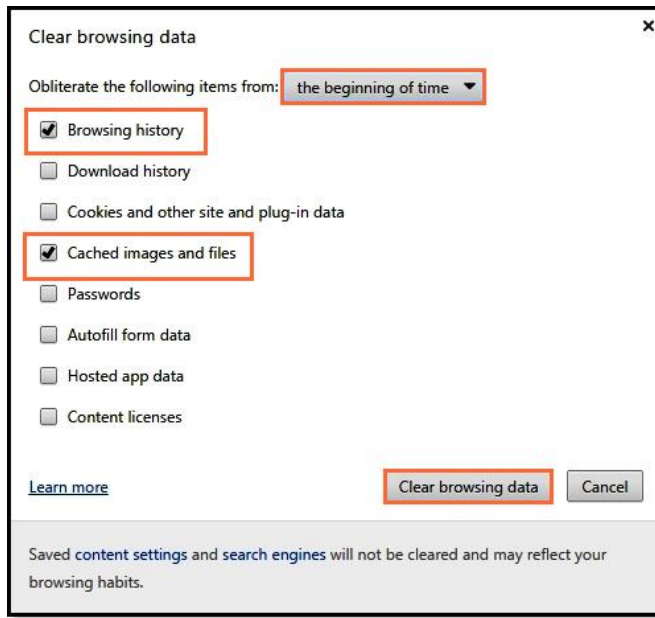 Clear browsing data
Obliterate the following items from: the beginning of time
Browsing history
Download history
Cookies and other site and plug-in data
Cached images and files
Passwords
Autofill form data
Hosted app data
Content licenses
Learn more Clear browsing data Cancel
Saved content settings and search engines will not be cleared and may reflect your
browsing habits.